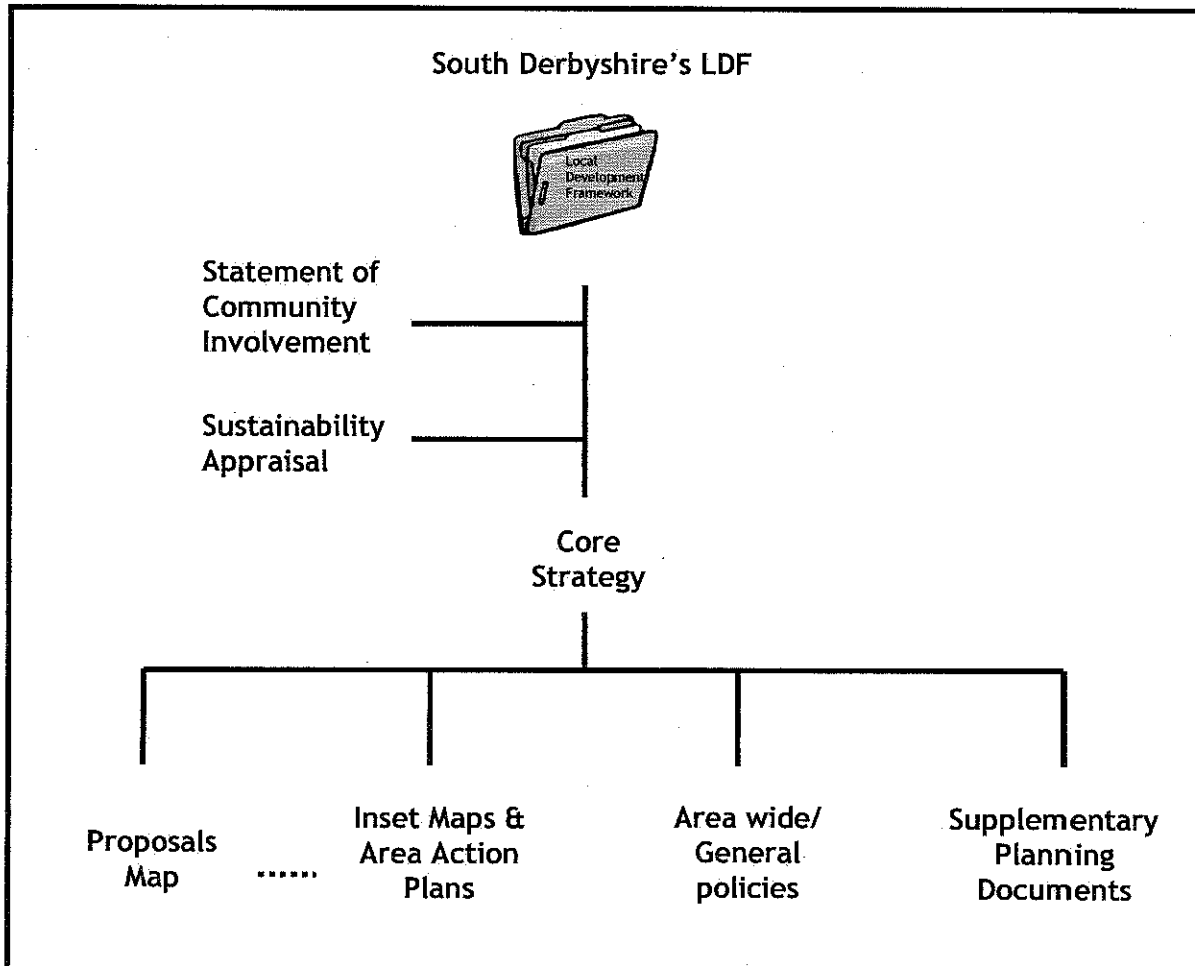 South Derbyshire's LDF
Local
Development
Framework
Statement of
Community
Involvement
Sustainability
Appraisal
Core
Strategy
Proposals
Map
Inset Maps &
Area Action
Plans
Area wide/
General
policies
Supplementary
Planning
Documents